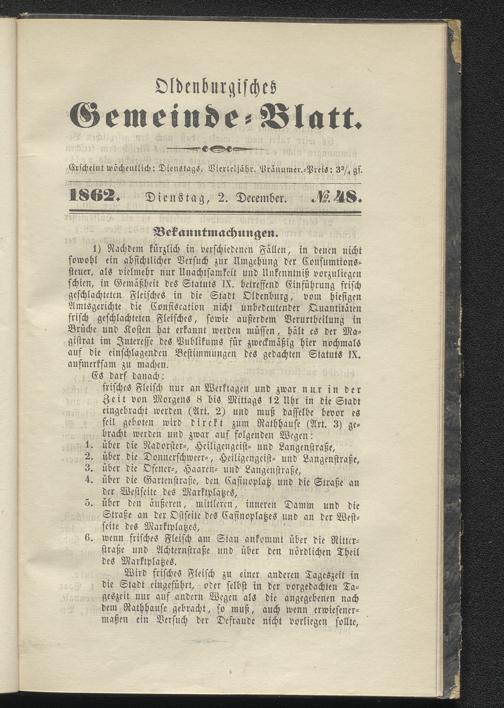 Oldenburgisches
Gemeinde-Blatt.
Erscheint wöchentlich: Dienstags. Vierteljähr. Pränumer.-Preis: 3¾ gs.
1862. Dienstag, 2. December. №. 48.
Bekanntmachungen.
1) Nachdem kürzlich in verschiedenen Fällen, in denen nicht
sowohl ein absichtlicher Versuch zur Umgehung der Consumtions-
steuer, als vielmehr nur Unachtsamkeit und Unkenntniß vorzuliegen
schien, in Gemäßheit des Statuts IX. betreffend Einführung frisch
geschlachteten Fleisches in die Stadt Oldenburg, vom hiesigen
Amtsgerichte die Confiscation nicht unbedeutender Quantitäten
frisch geschlachteten Fleisches, sowie außerdem Verurtheilung in
Brüche und Kosten hat erkannt werden müssen, hält es der Ma-
gistrat im Interesse des Publikums für zweckmäßig hier nochmals
auf die einschlagenden Bestimmungen des gedachten Statuts IX.
aufmerksam zu machen.
Es darf danach:
frisches Fleisch nur an Werktagen und zwar nur in der
Zeit von Morgens 8 bis Mittags 12 Uhr in die Stadt
eingebracht werden (Art. 2) und muß dasselbe bevor es
feil geboten wird direkt zum Rathhause (Art. 3) ge-
bracht werden und zwar auf folgenden Wegen:
1. über die Nadorster-, Heiligengeist- und Langenstraße,
2. über die Donnerschweer-, Heiligengeist- und Langenstraße,
3. über die Ofener-, Haaren- und Langenstraße,
4. über die Gartenstraße, den Casinoplatz und die Straße an
der Westseite des Marktplatzes,
5. über den äußeren, mittleren, inneren Damm und die
Straße an der Ostseite des Casinoplatzes und an der West-
seite des Marktplatzes,
6. wenn frisches Fleisch am Stau ankommt über die Ritter-
straße und Achternstraße und über den nördlichen Theil
des Marktplatzes.
Wird frisches Fleisch zu einer anderen Tageszeit in
die Stadt eingeführt, oder selbst in der vorgedachten Ta-
geszeit nur auf andern Wegen als die angegebenen nach
dem Rathhause gebracht, so muß, auch wenn erwiesener-
maßen ein Versuch der Defraude nicht vorliegen sollte,